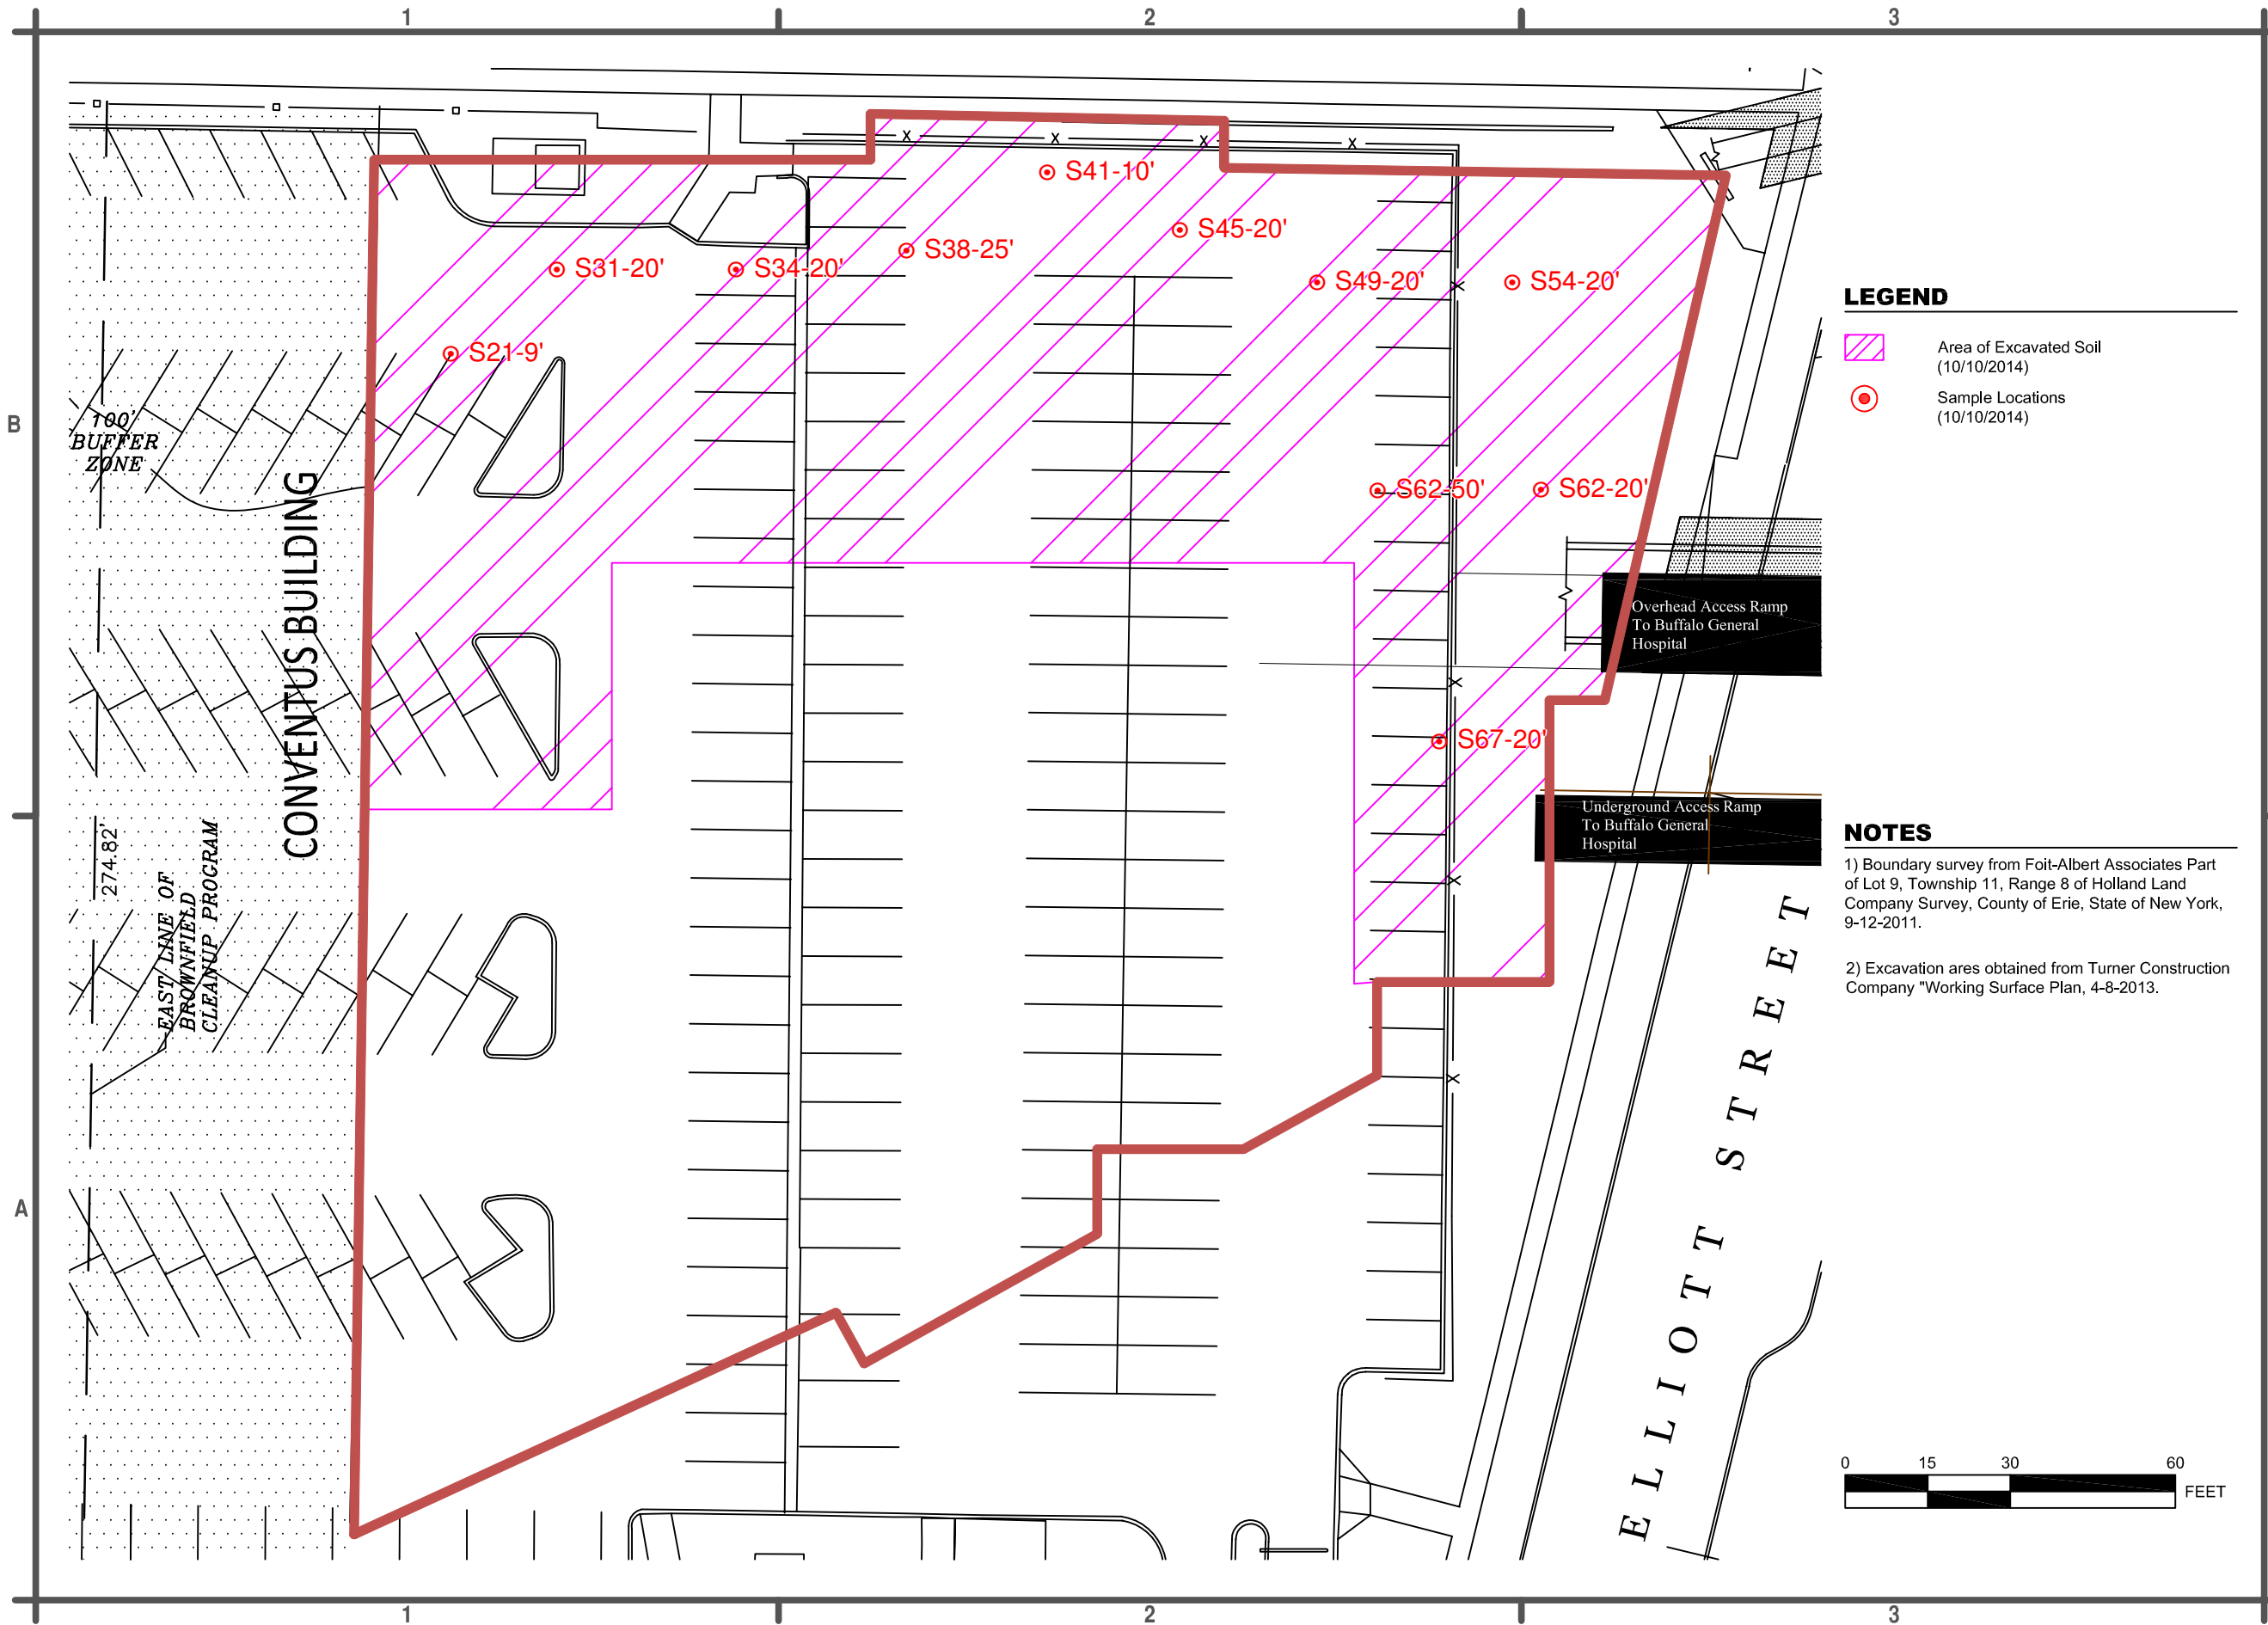 1
2
3
S41-10'
S45-20'
S38-25'
S31-20'
S34-20'
S49-20'
S54-20'
S21-9'
LEGEND
Area of Excavated Soil
(10/10/2014)
Sample Locations
(10/10/2014)
B
100'
BUFFER
ZONE
S62-50'
S62-20'
CONVENTUS BUILDING
Overhead Access Ramp
To Buffalo General
Hospital
S67-20'
Underground Access Ramp
To Buffalo General
Hospital
274.82'
EAST LINE OF
BROWNFIELD
CLEANUP PROGRAM
NOTES
1) Boundary survey from Foit-Albert Associates Part
of Lot 9, Township 11, Range 8 of Holland Land
Company Survey, County of Erie, State of New York,
9-12-2011.
2) Excavation ares obtained from Turner Construction
Company "Working Surface Plan, 4-8-2013.
A
ELLIOTT STREET
0 15 30 60
FEET
1
2
3